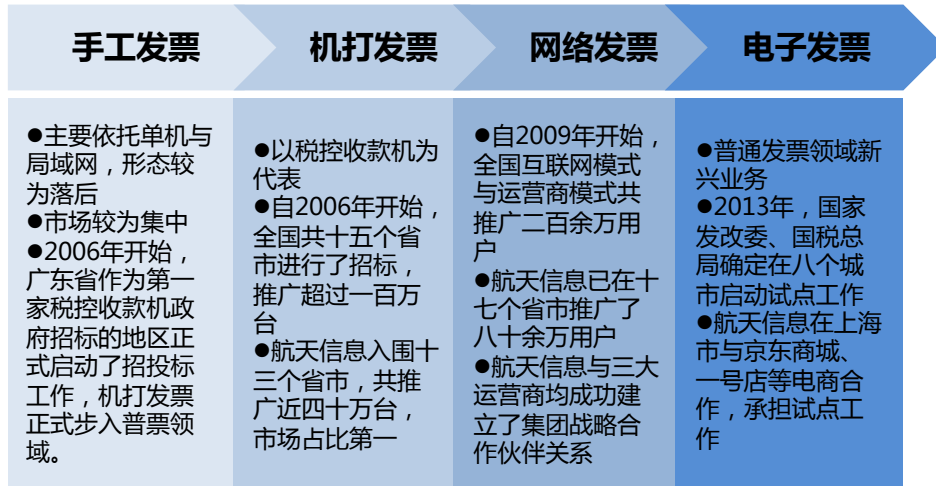 手工发票
机打发票
网络发票
电子发票
●主要依托单机与
局域网，形态较
为落后
●市场较为集中
●2006年开始，
广东省作为第一
家税控收款机政
府招标的地区正
式启动了招投标
工作，机打发票
正式步入普票领
域。
●以税控收款机为
代表
●自2006年开始，
全国共十五个省
市进行了招标，
推广超过一百万
台
●航天信息入围十
三个省市，共推
广近四十万台，
市场占比第一
●自2009年开始，
全国互联网模式
与运营商模式共
推广二百余万用
户
●航天信息已在十
七个省市推广了
八十余万用户
●航天信息与三大
运营商均成功建
立了集团战略合
作伙伴关系
●普通发票领域新
兴业务
●2013年，国家
发改委、国税总
局确定在八个城
市启动试点工作
●航天信息在上海
市与京东商城、
一号店等电商合
作，承担试点工
作